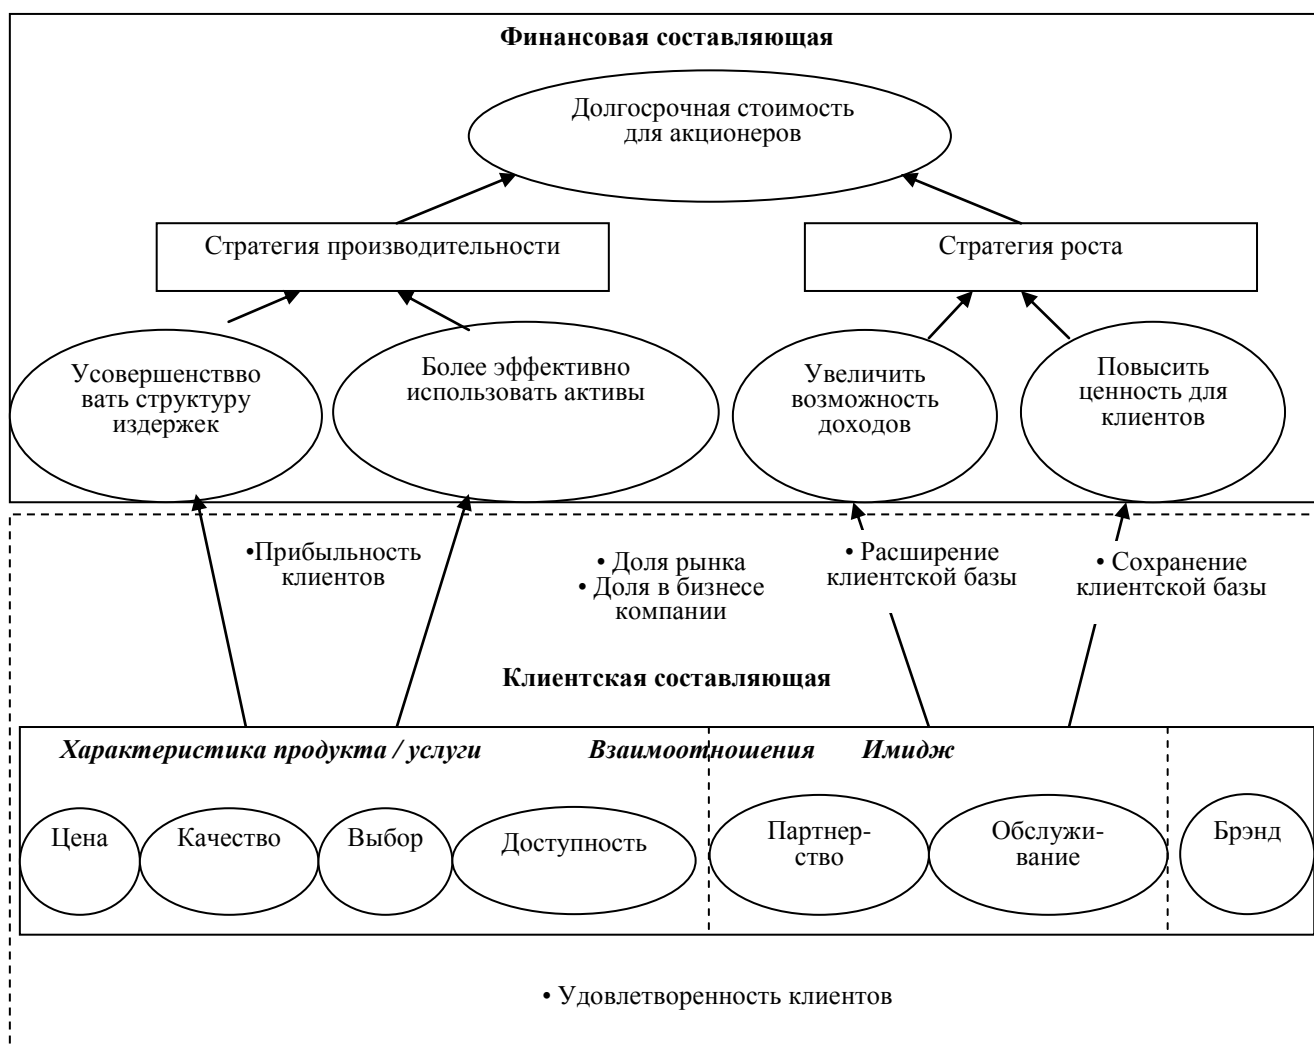 Финансовая составляющая
Долгосрочная стоимость
для акционеров
Стратегия производительности
Стратегия роста
Усовершенствво
вать структуру
издержек
Более эффективно
использовать активы
Увеличить
возможность
доходов
Повысить
ценность для
клиентов
•Прибыльность
клиентов
• Доля рынка
• Доля в бизнесе
компании
• Расширение
клиентской базы
• Сохранение
клиентской базы
Клиентская составляющая
Характеристика продукта / услуги
Взаимоотношения
Имидж
Цена
Качество
Выбор
Доступность
Партнер-
ство
Обслужи-
вание
Брэнд
• Удовлетворенность клиентов